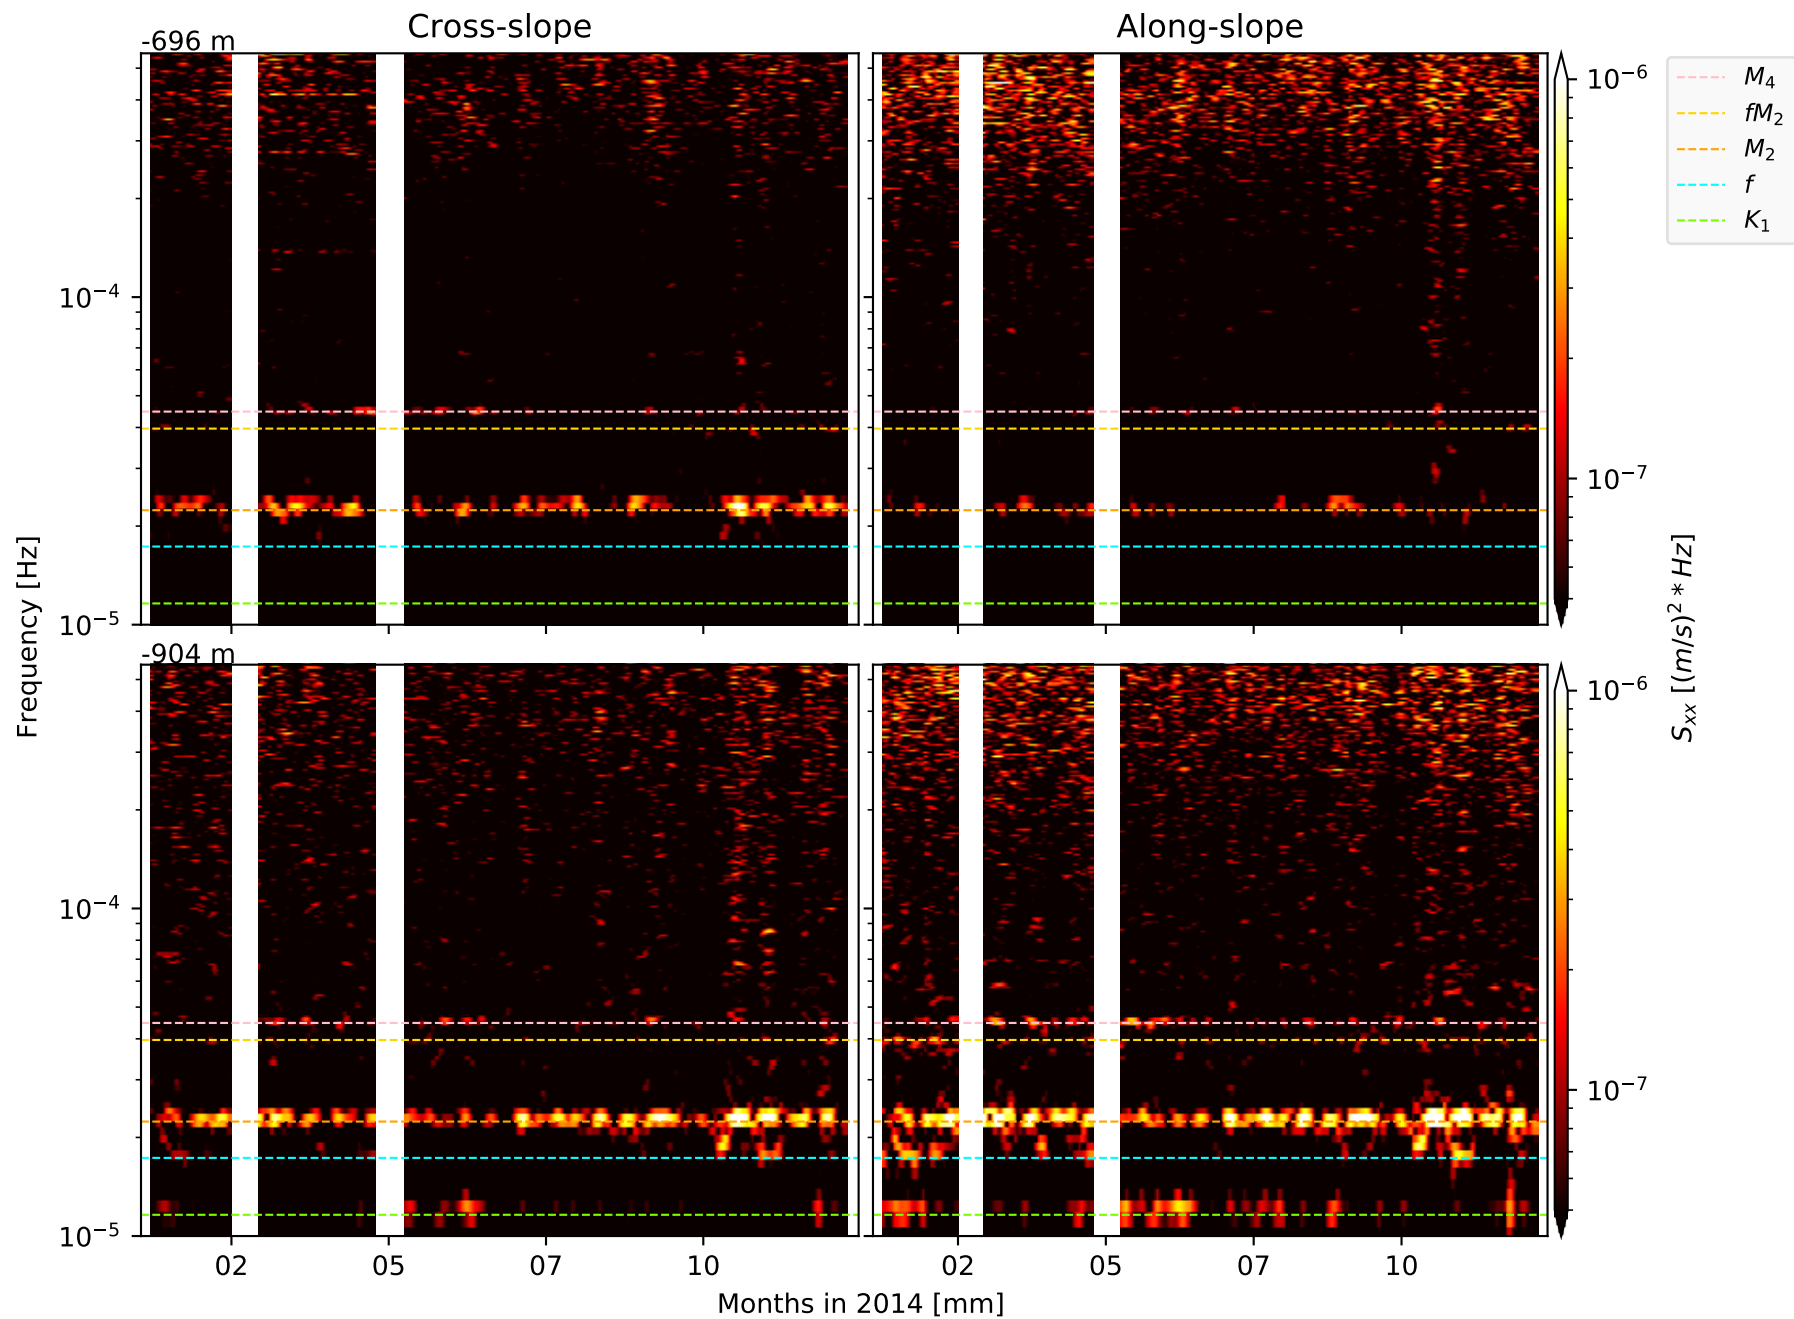 Cross-slope
Along-slope
-696 m
10⁻⁴
10⁻⁵
10⁻⁶
10⁻⁷
M₄
fM₂
M₂
f
K₁
Frequency [Hz]
Sₓₓ [(m/s)² * Hz]
-904 m
10⁻⁴
10⁻⁵
10⁻⁶
10⁻⁷
02 05 07 10
02 05 07 10
Months in 2014 [mm]